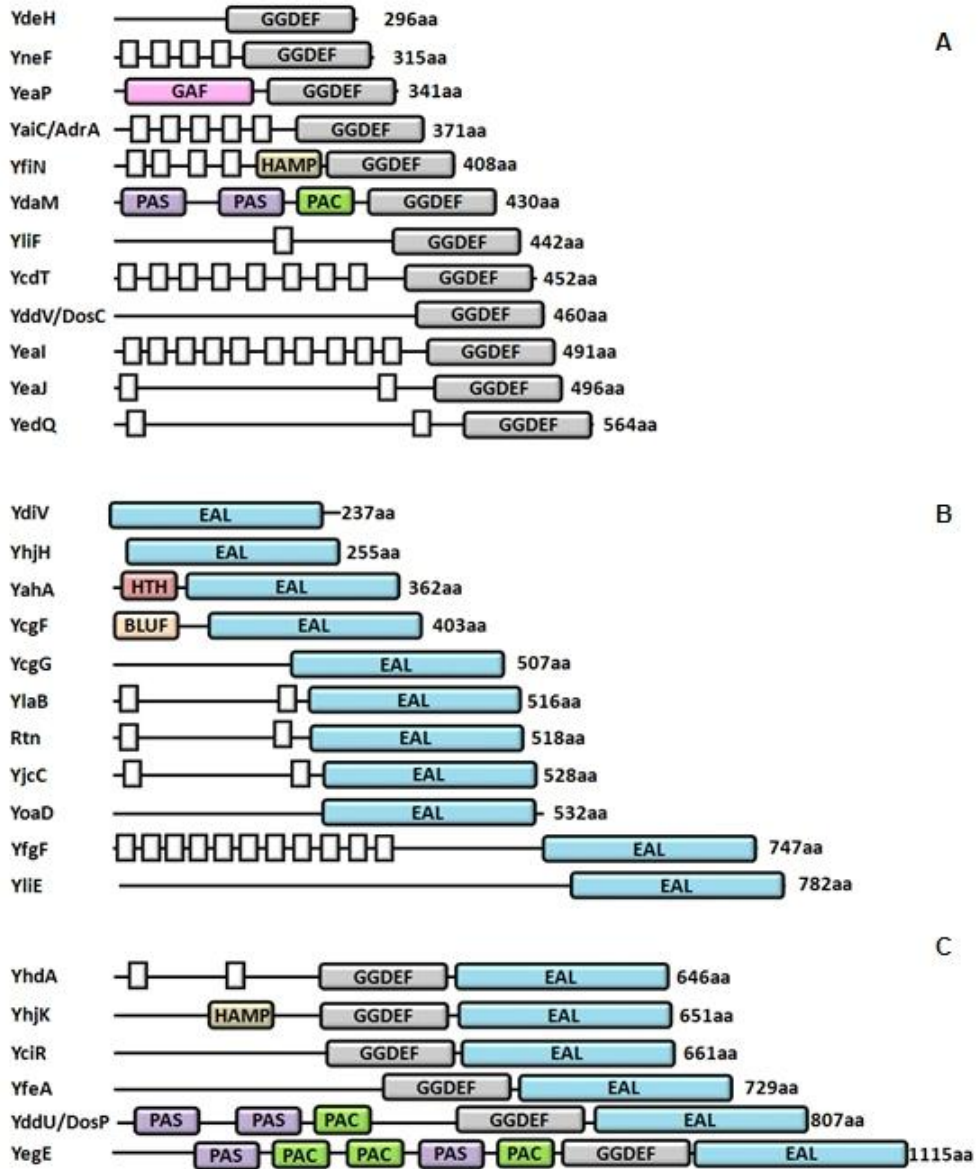 YdeH GGDEF 296aa
A
YneF GGDEF 315aa
YeaP GAF GGDEF 341aa
YaiC/AdrA GGDEF 371aa
YfiN HAMP GGDEF 408aa
YdaM PAS PAS PAC GGDEF 430aa
YliF GGDEF 442aa
YcdT GGDEF 452aa
YddV/DosC GGDEF 460aa
YeaI GGDEF 491aa
YeaJ GGDEF 496aa
YedQ GGDEF 564aa
YdiV EAL 237aa
B
YhjH EAL 255aa
YahA HTH EAL 362aa
YcgF BLUF EAL 403aa
YcgG EAL 507aa
YlaB EAL 516aa
Rtn EAL 518aa
YjcC EAL 528aa
YoaD EAL 532aa
YfgF EAL 747aa
YliE EAL 782aa
C
YhdA GGDEF EAL 646aa
YhjK HAMP GGDEF EAL 651aa
YciR GGDEF EAL 661aa
YfeA GGDEF EAL 729aa
YddU/DosP PAS PAS PAC GGDEF EAL 807aa
YegE PAS PAC PAC PAS PAC GGDEF EAL 1115aa